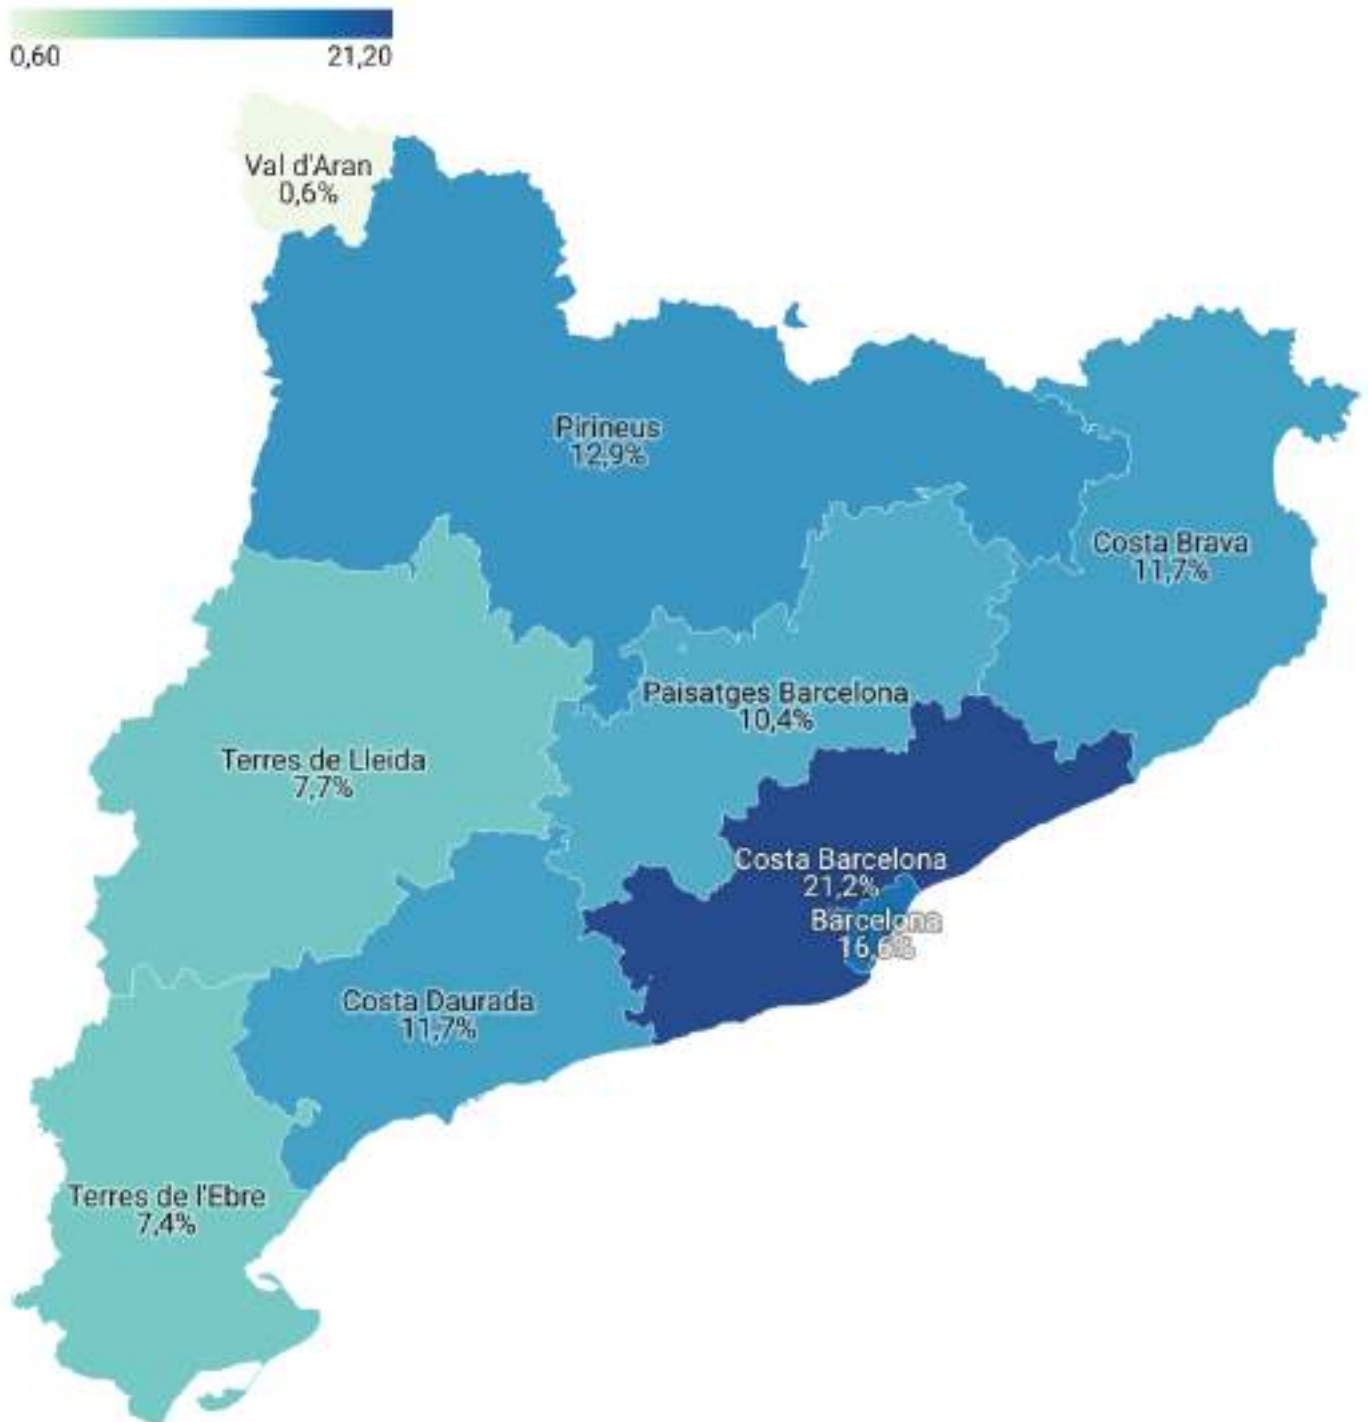 0,60 21,20
Val d'Aran
0,6%
Pirineus
12,9%
Costa Brava
11,7%
Paisatges Barcelona
10,4%
Terres de Lleida
7,7%
Costa Barcelona
21,2%
Barcelona
16,6%
Costa Daurada
11,7%
Terres de l'Ebre
7,4%